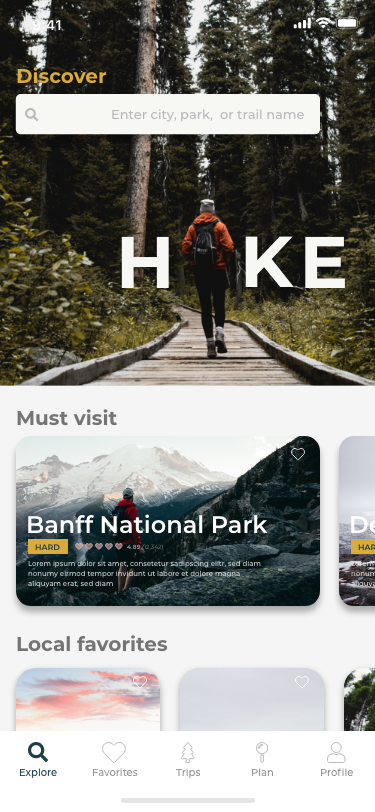 9:41
Discover
Enter city, park, or trail name
H KE
Must visit
Banff National Park
HARD 4.89 (2,342)
Lorem ipsum dolor sit amet, consetetur sadipscing elitr, sed diam
nonumy eirmod tempor invidunt ut labore et dolore magna
aliquyam erat, sed diam
De
HAR
Local favorites
Explore Favorites Trips Plan Profile